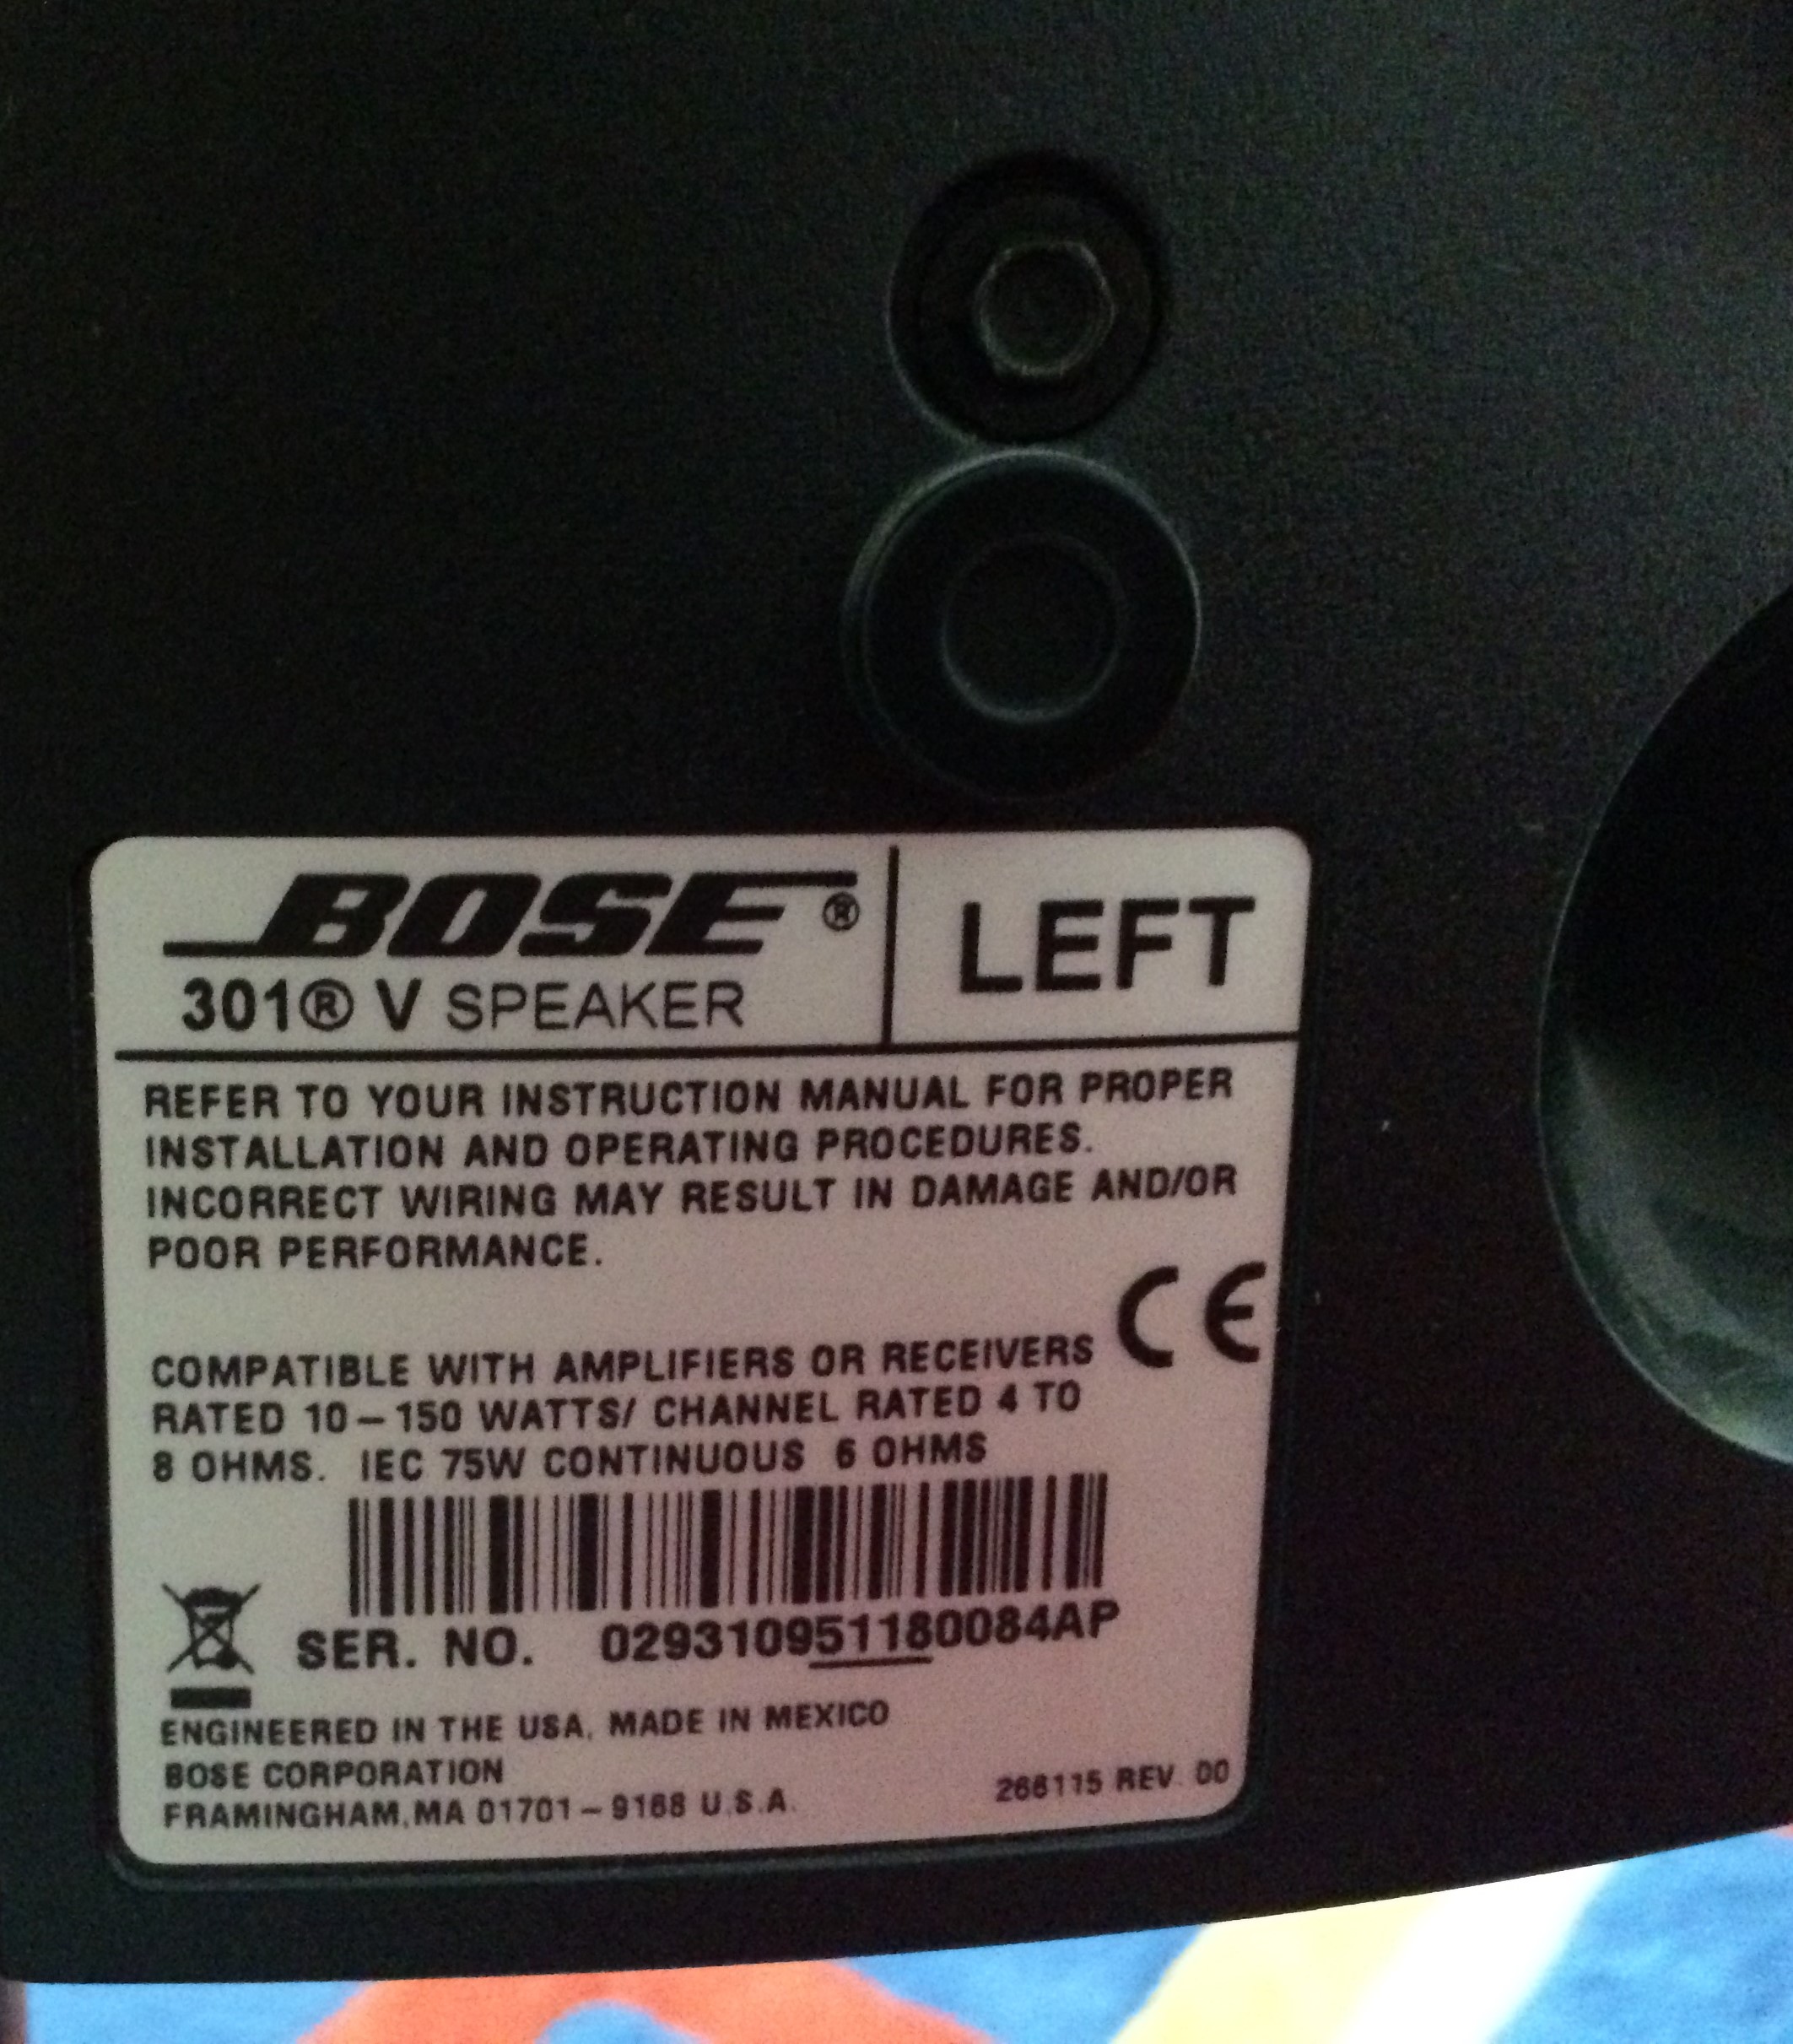 BOSE® LEFT
301® V SPEAKER
REFER TO YOUR INSTRUCTION MANUAL FOR PROPER
INSTALLATION AND OPERATING PROCEDURES.
INCORRECT WIRING MAY RESULT IN DAMAGE AND/OR
POOR PERFORMANCE.
CE
COMPATIBLE WITH AMPLIFIERS OR RECEIVERS
RATED 10–150 WATTS/ CHANNEL RATED 4 TO
8 OHMS. IEC 75W CONTINUOUS 6 OHMS
SER. NO. 029310951180084AP
ENGINEERED IN THE USA, MADE IN MEXICO
BOSE CORPORATION
FRAMINGHAM,MA 01701–9168 U.S.A.
266115 REV. 00